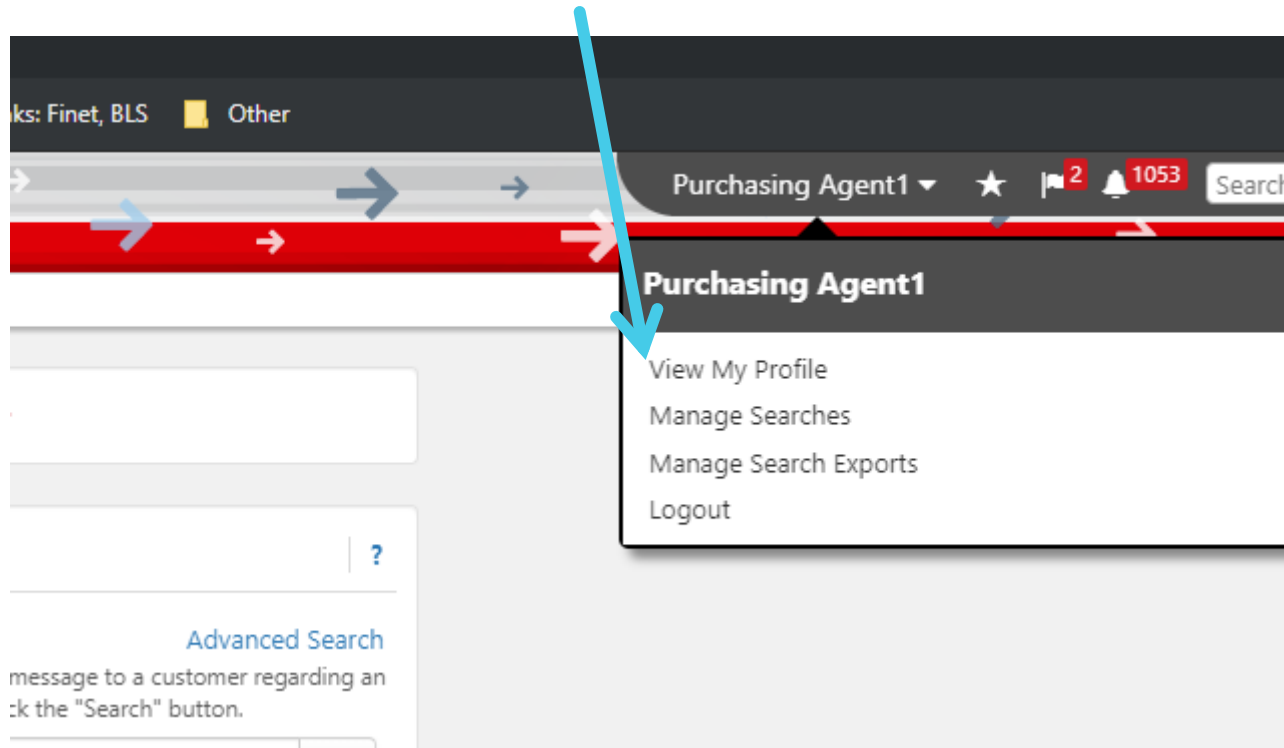 ks: Finet, BLS Other
Purchasing Agent1 2 1053 Search
Purchasing Agent1
View My Profile
Manage Searches
Manage Search Exports
Logout
?
Advanced Search
message to a customer regarding an
ck the "Search" button.